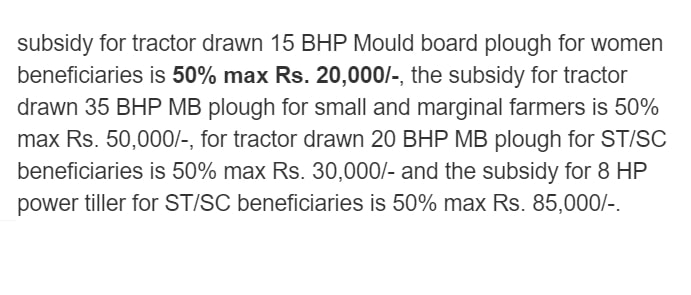 subsidy for tractor drawn 15 BHP Mould board plough for women
beneficiaries is 50% max Rs. 20,000/-, the subsidy for tractor
drawn 35 BHP MB plough for small and marginal farmers is 50%
max Rs. 50,000/-, for tractor drawn 20 BHP MB plough for ST/SC
beneficiaries is 50% max Rs. 30,000/- and the subsidy for 8 HP
power tiller for ST/SC beneficiaries is 50% max Rs. 85,000/-.